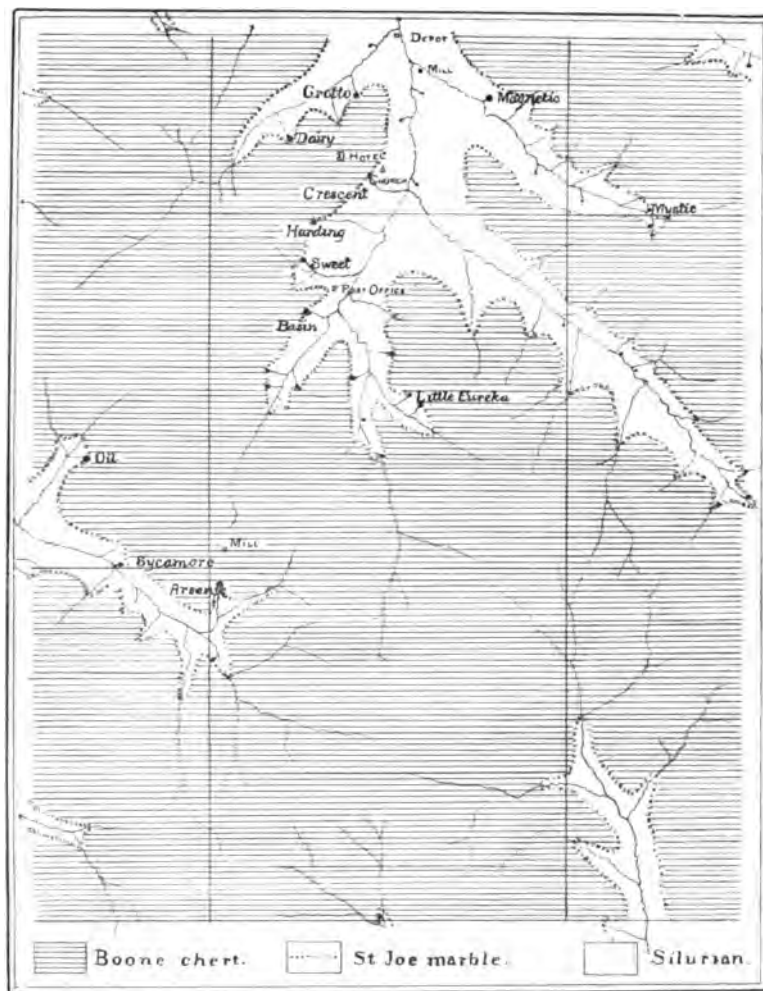 Depot
Mill
Grotto
Magnetic
Dairy
Hotel
Church
Crescent
Mystic
Harding
Sweet
Post Office
Basin
Little Eureka
Oil
Mill
Sycamore
Arsenic
Boone chert.
St Joe marble.
Silurian.